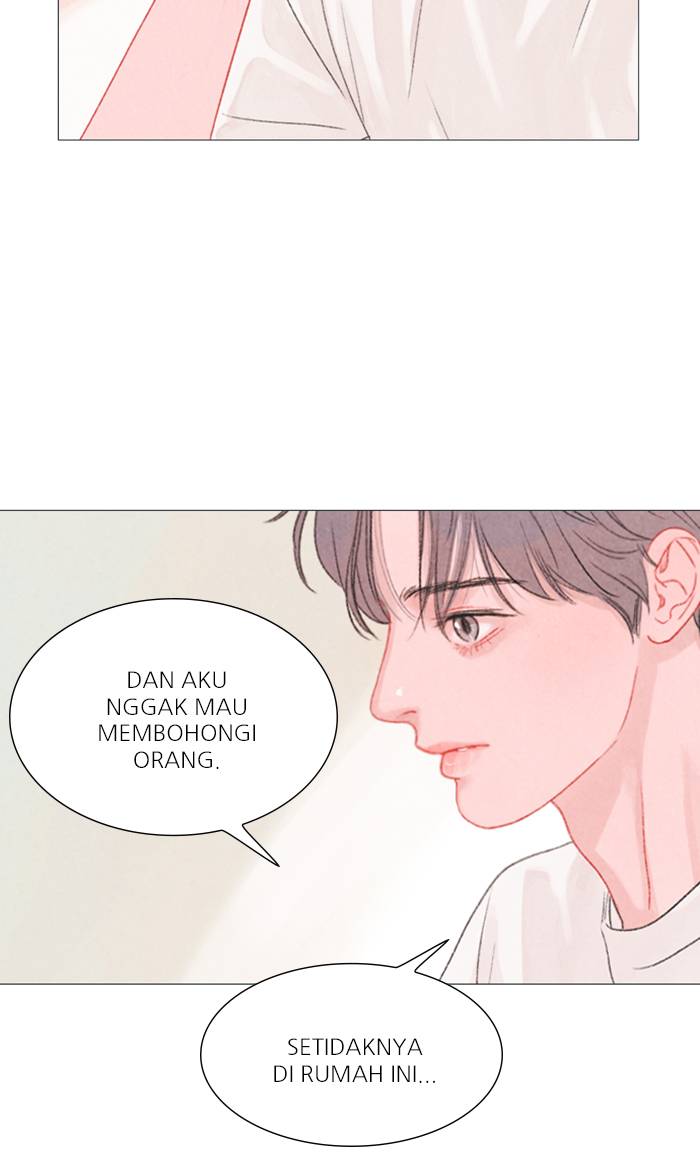 DAN AKU
NGGAK MAU
MEMBOHONGI
ORANG.
SETIDAKNYA
DI RUMAH INI...